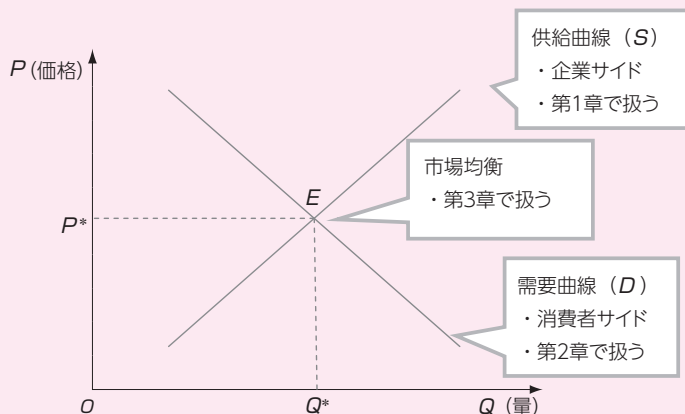 供給曲線（S）
・企業サイド
・第1章で扱う
P（価格）
市場均衡
・第3章で扱う
E
P*
需要曲線（D）
・消費者サイド
・第2章で扱う
O
Q*
Q（量）